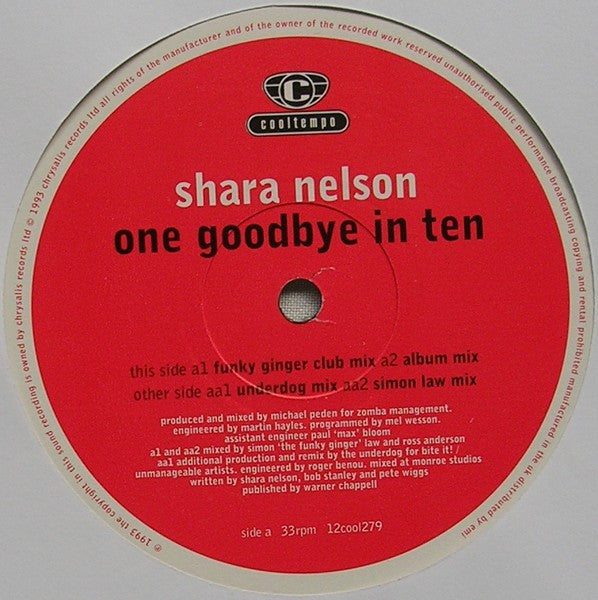 C
cooltempo
shara nelson
one goodbye in ten
this side a1 funky ginger club mix a2 album mix
other side aa1 underdog mix aa2 simon law mix
produced and mixed by michael peden for zomba management.
engineered by martin hayles. programmed by mel wesson.
assistant engineer paul 'max' bloom
a1 and aa2 mixed by simon 'the funky ginger' law and ross anderson
aa1 additional production and remix by the underdog for bite it! /
unmanageable artists. engineered by roger benou. mixed at monroe studios
written by shara nelson, bob stanley and pete wiggs
published by warner chappell
side a 33rpm 12cool279
℗ 1993 the copyright in this sound recording is owned by chrysalis records ltd © 1993 chrysalis records ltd all rights of the manufacturer and of the owner of the recorded work reserved unauthorised public performance broadcasting copying and rental prohibited manufactured in the uk distributed by emi